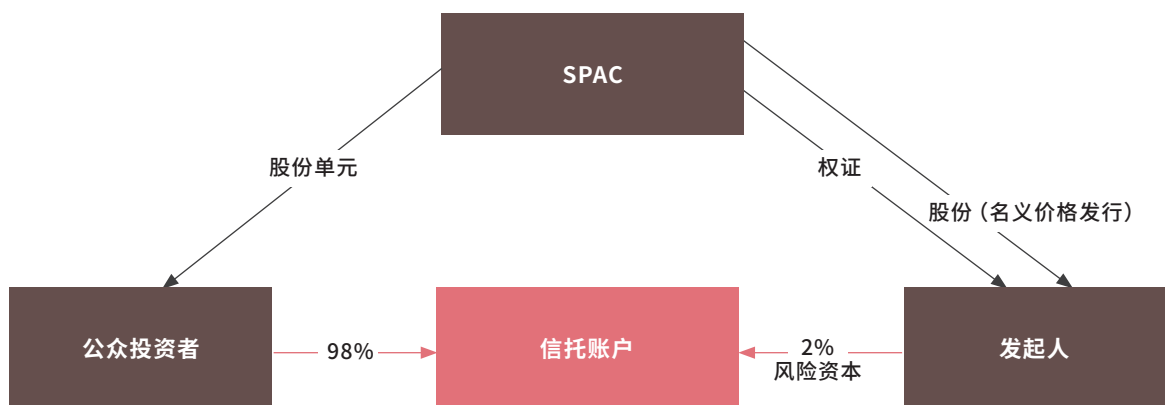 SPAC
股份单元
权证
股份（名义价格发行）
公众投资者
98%
信托账户
2%
风险资本
发起人